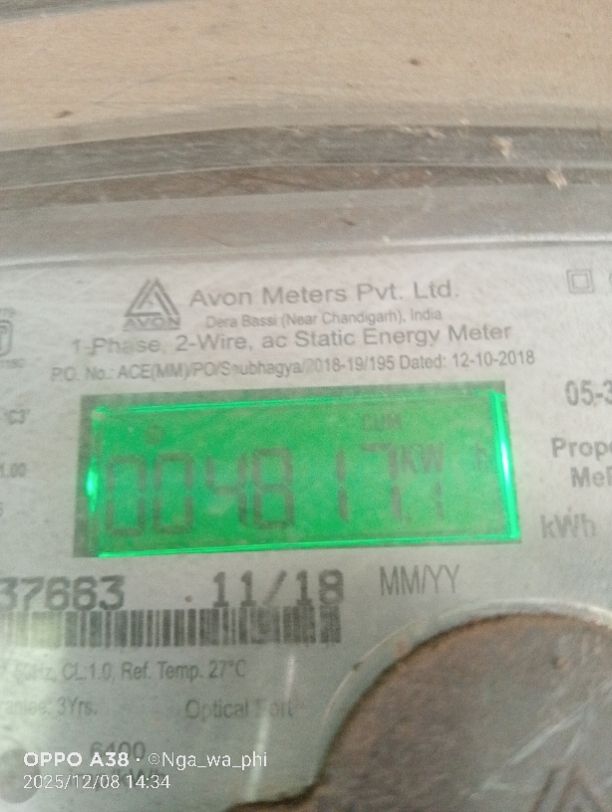 Avon Meters Pvt. Ltd.
AVON
Dera Bassi (Near Chandigarh), India
1-Phase, 2-Wire, ac Static Energy Meter
P.O. No.: ACE(MM)/PO/Saubhagya/2018-19/195 Dated: 12-10-2018
05-3
CUM
004817.1 KW
kWh
37663 11/18 MM/YY
CL:1.0, Ref. Temp. 27°C
3Yrs. Optical Port
6400
OPPO A38 · ©Nga_wa_phi
2025/12/08 14:34